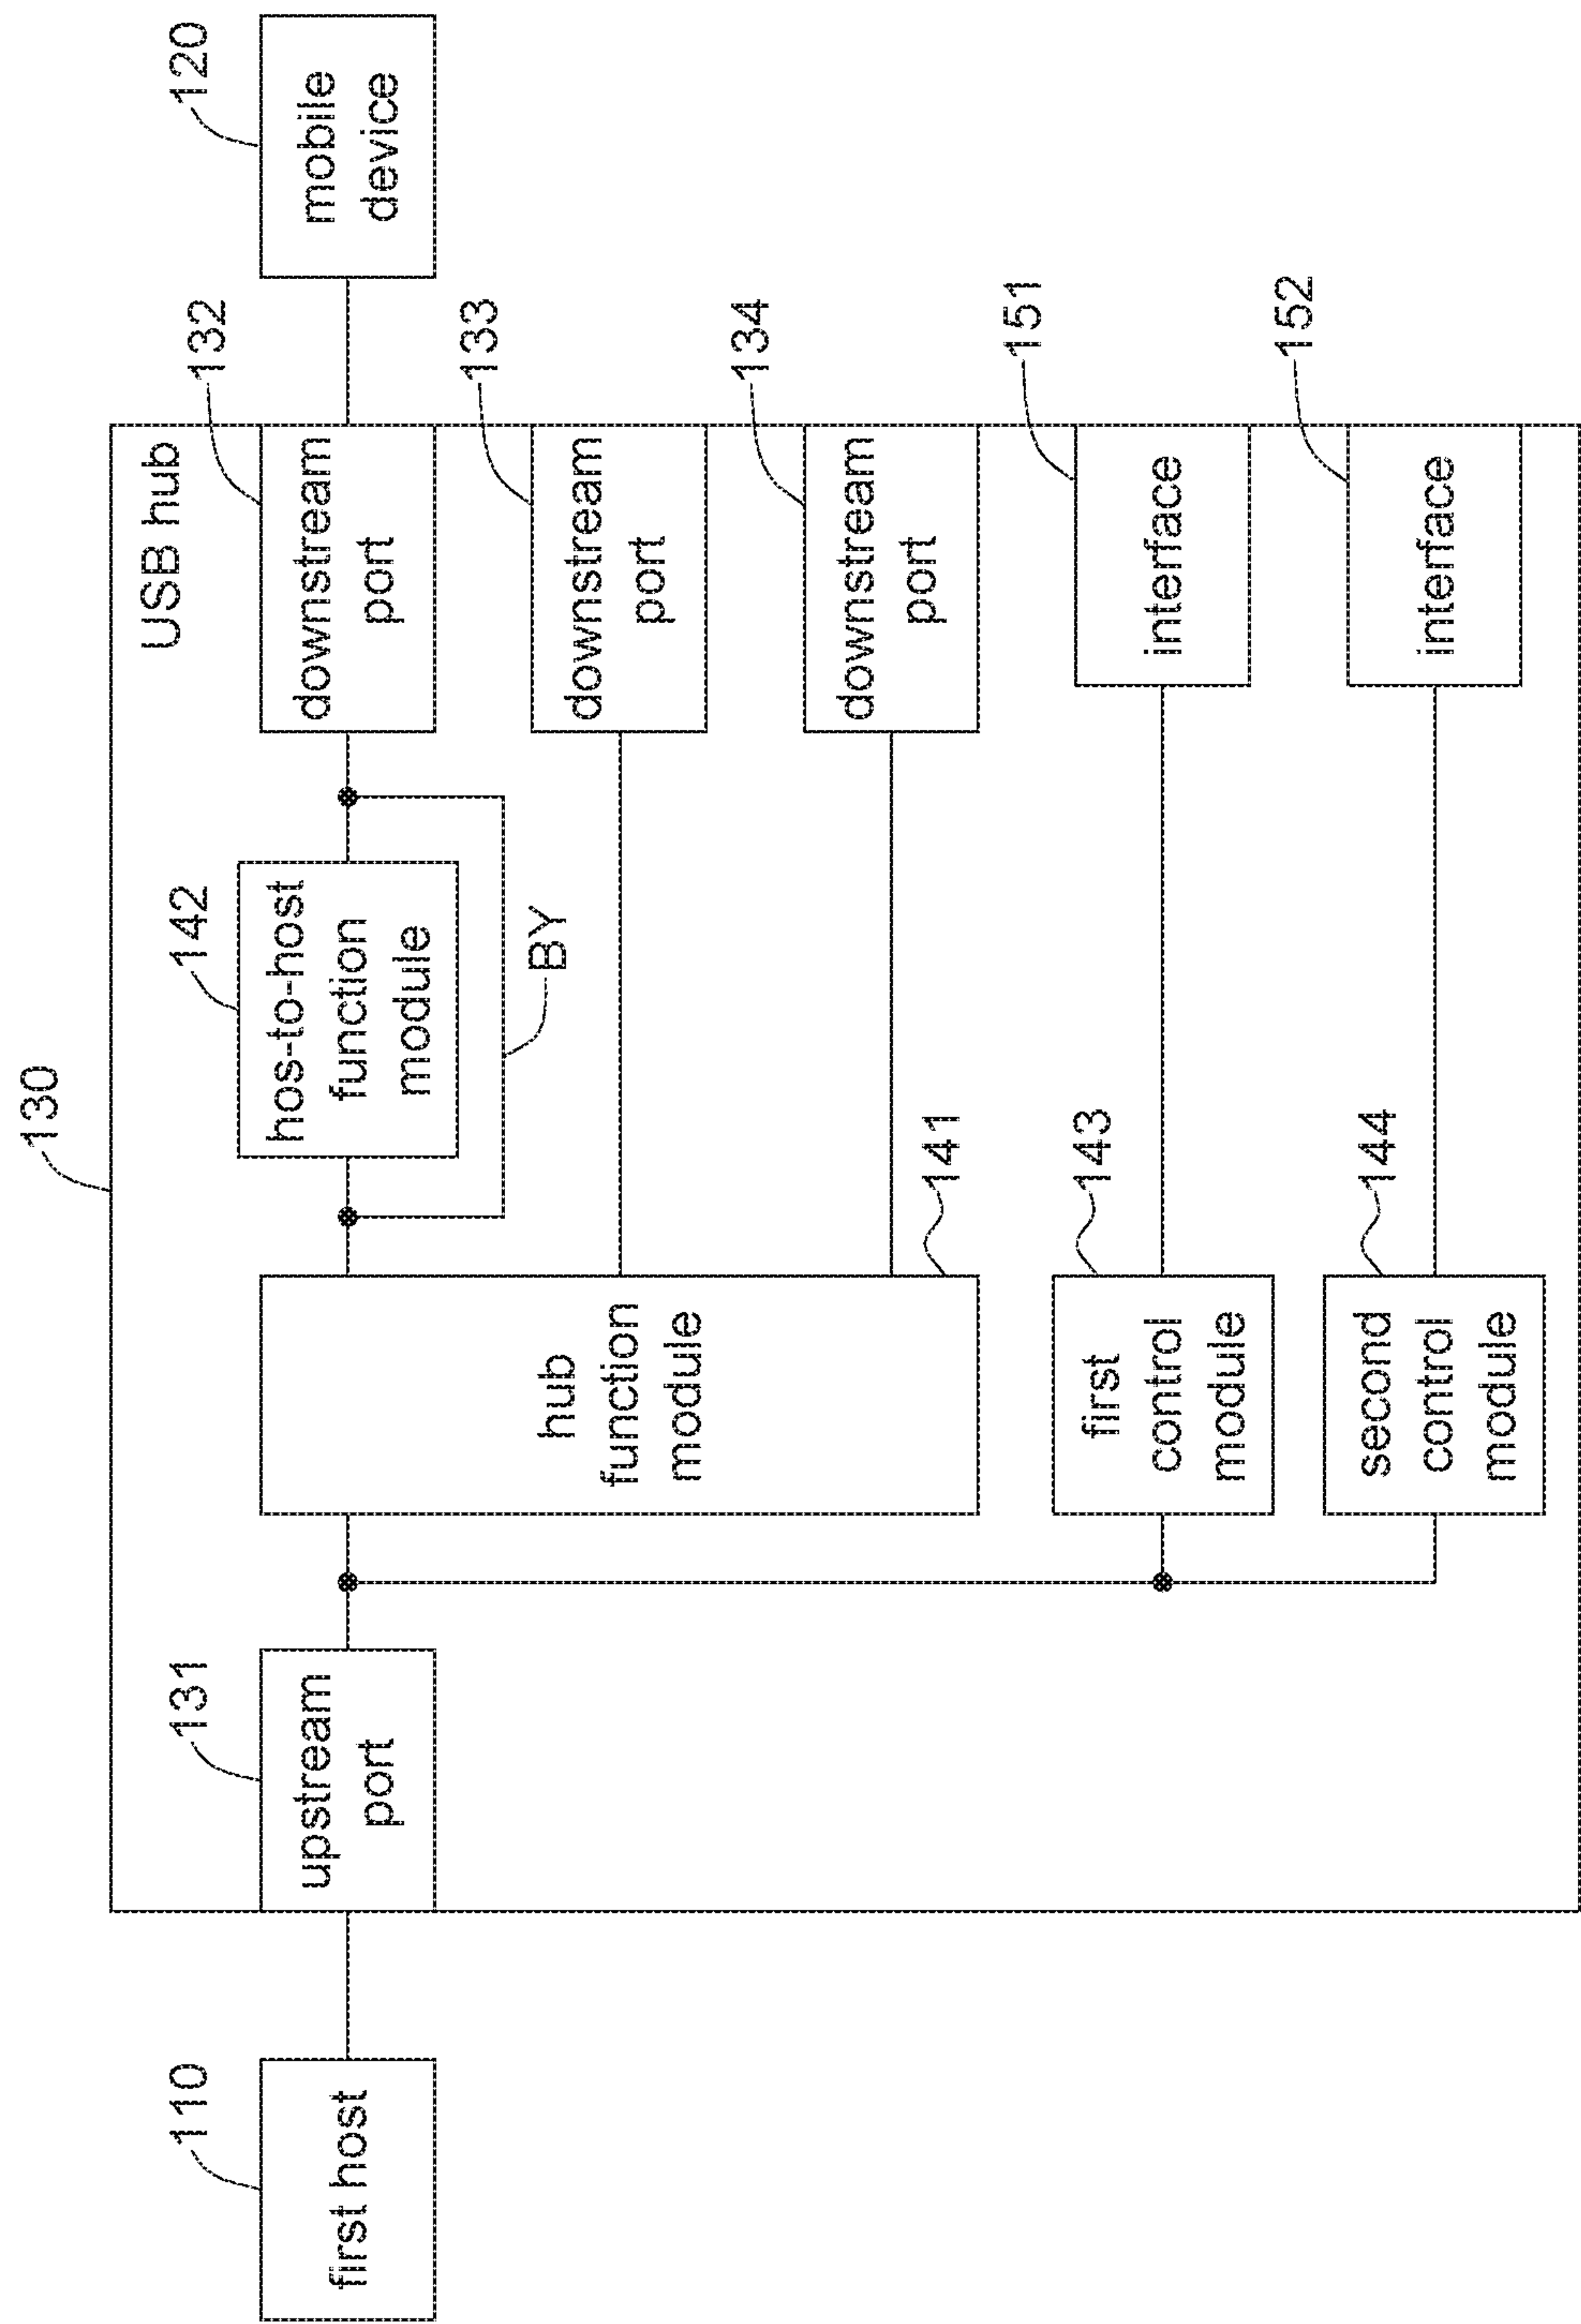 130
USB hub
110
first host
131
upstream
port
hub
function
module
141
142
hos-to-host
function
module
BY
132
downstream
port
120
mobile
device
133
downstream
port
134
downstream
port
143
first
control
module
151
interface
144
second
control
module
152
interface